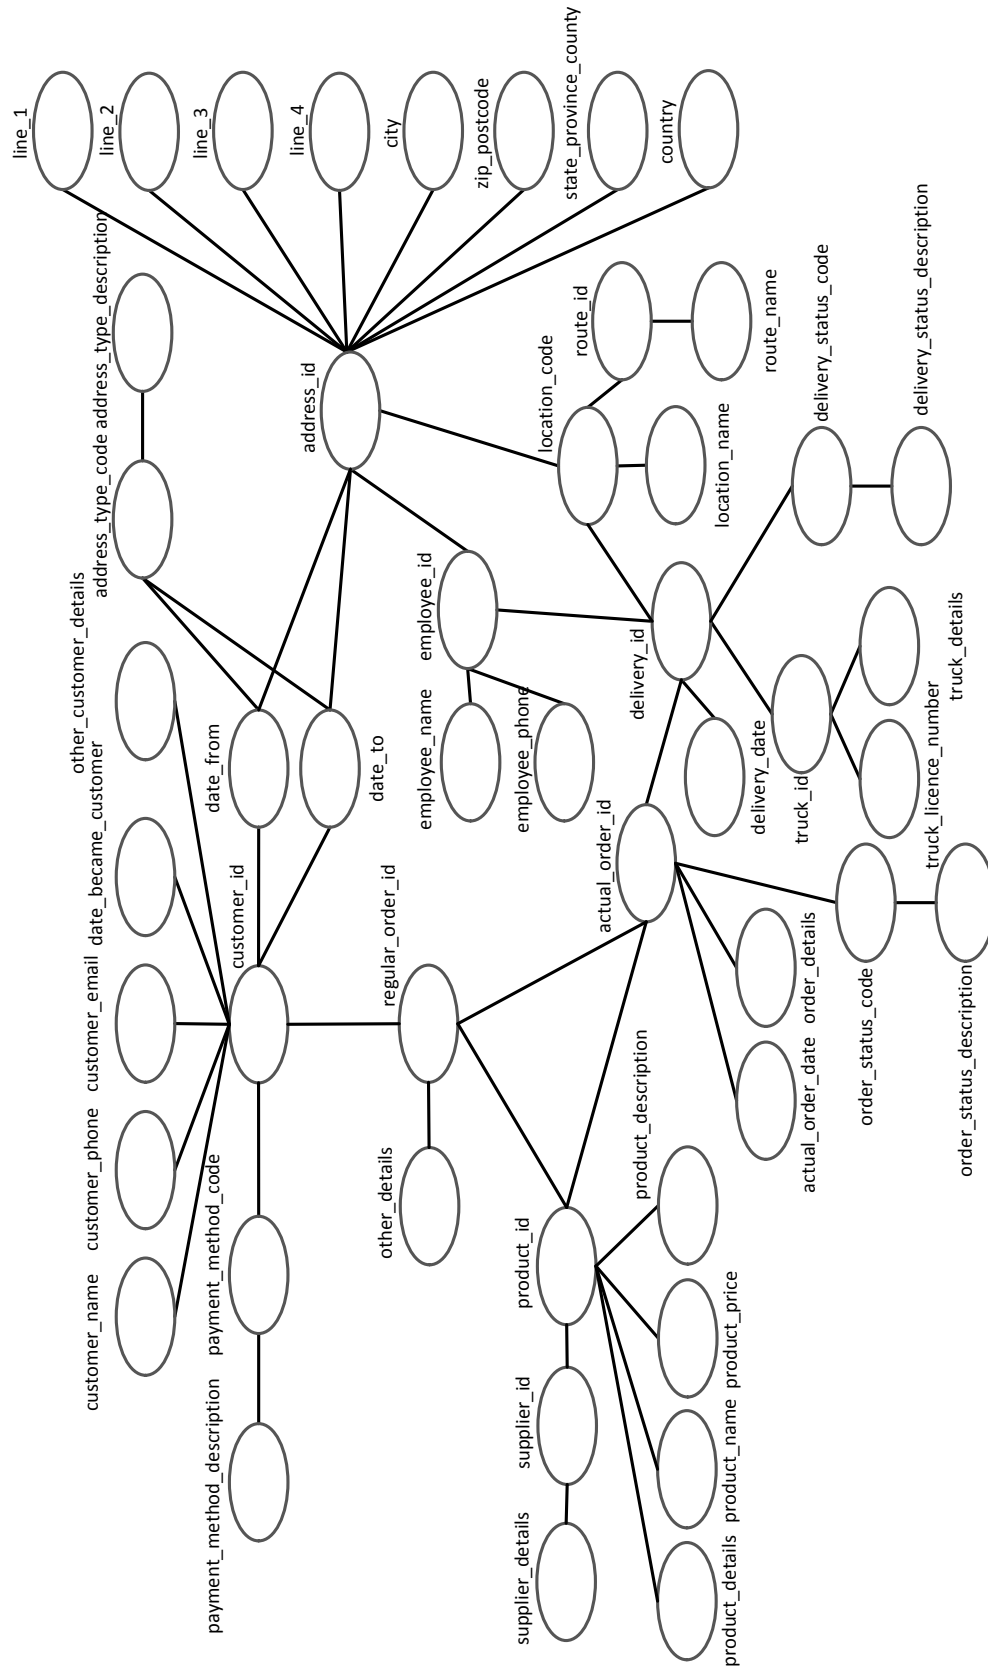 customer_name
customer_phone
customer_email
date_became_customer
other_customer_details
address_type_code
address_type_description
line_1
line_2
line_3
line_4
city
zip_postcode
state_province_county
country
payment_method_description
payment_method_code
customer_id
date_from
date_to
address_id
other_details
regular_order_id
employee_name
employee_phone
employee_id
location_code
location_name
route_id
route_name
supplier_details
supplier_id
product_id
product_description
product_details
product_name
product_price
actual_order_id
delivery_id
delivery_date
delivery_status_code
delivery_status_description
actual_order_date
order_details
truck_id
truck_licence_number
truck_details
order_status_code
order_status_description